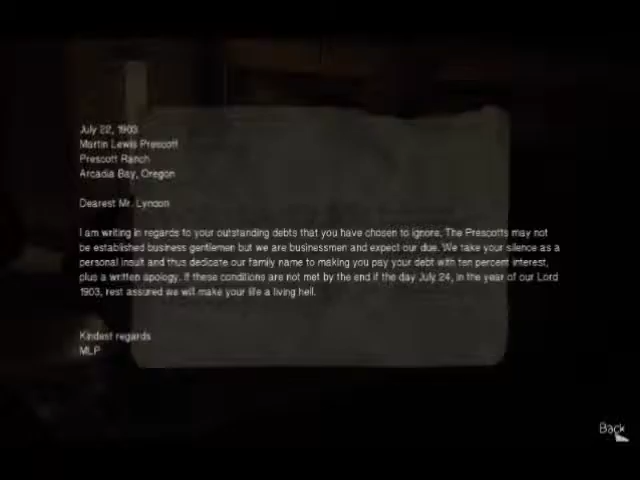 July 22, 1903
Martin Lewis Prescott
Prescott Ranch
Arcadia Bay, Oregon
Dearest Mr. Lyndon
I am writing in regards to your outstanding debts that you have chosen to ignore. The Prescotts may not
be established business gentlemen but we are businessmen and expect our due. We take your silence as a
personal insult and thus dedicate our family name to making you pay your debt with ten percent interest,
plus a written apology. If these conditions are not met by the end if the day July 24, in the year of our Lord
1903, rest assured we will make your life a living hell.
Kindest regards
MLP
Back